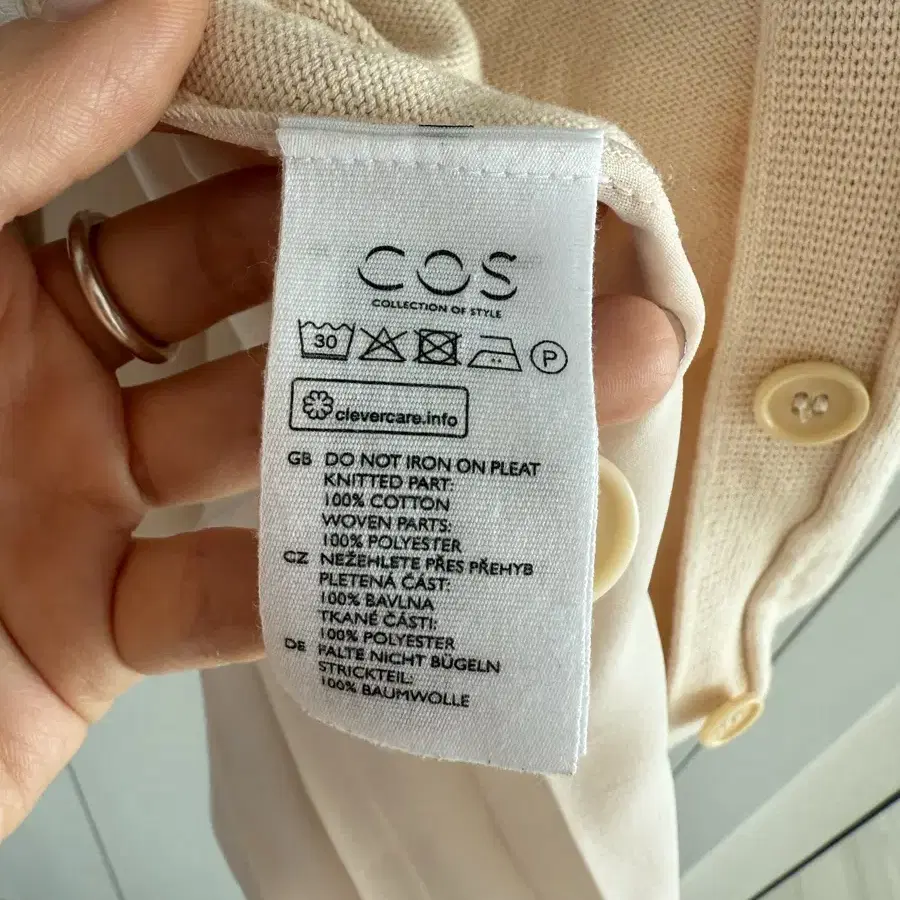 COS
COLLECTION OF STYLE
30
P
clevercare.info
GB DO NOT IRON ON PLEAT
KNITTED PART:
100% COTTON
WOVEN PARTS:
100% POLYESTER
CZ NEŽEHLETE PŘES PŘEHYB
PLETENÁ ČÁST:
100% BAVLNA
TKANÉ ČÁSTI:
100% POLYESTER
DE FALTE NICHT BÜGELN
STRICKTEIL:
100% BAUMWOLLE